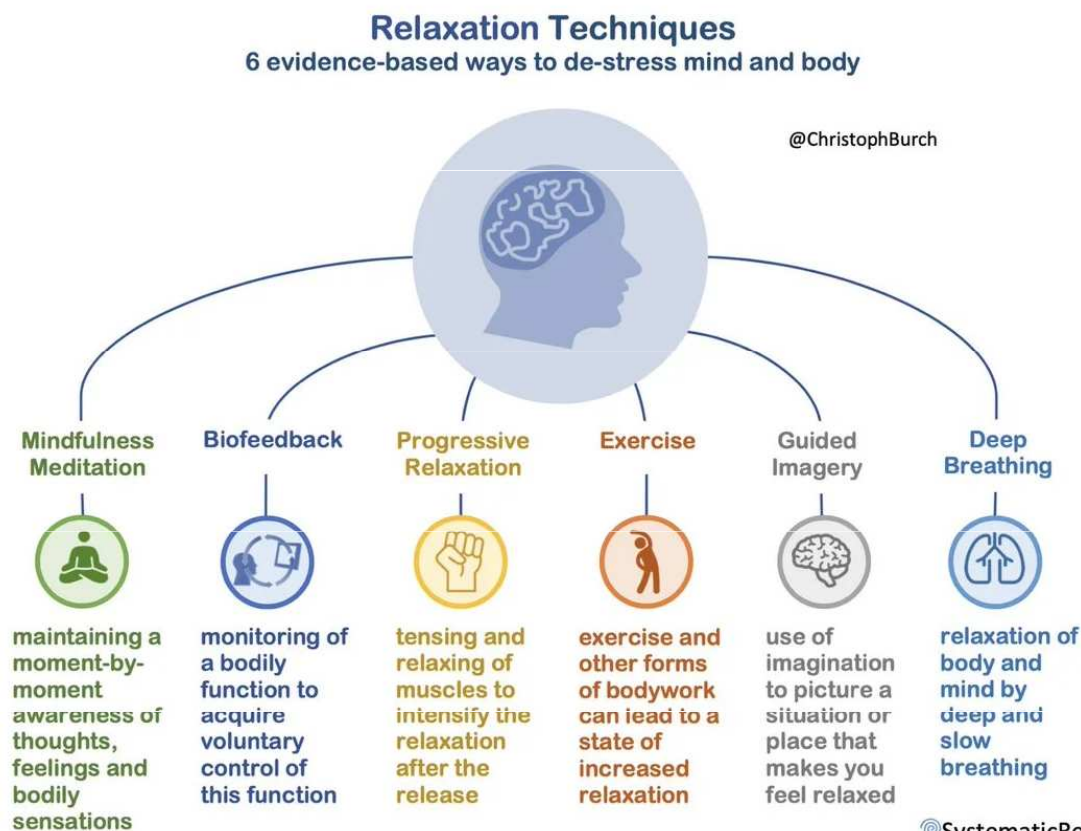 Relaxation Techniques
6 evidence-based ways to de-stress mind and body
@ChristophBurch
Mindfulness
Meditation
maintaining a
moment-by-
moment
awareness of
thoughts,
feelings and
bodily
sensations
Biofeedback
monitoring of
a bodily
function to
acquire
voluntary
control of
this function
Progressive
Relaxation
tensing and
relaxing of
muscles to
intensify the
relaxation
after the
release
Exercise
exercise and
other forms
of bodywork
can lead to a
state of
increased
relaxation
Guided
Imagery
use of
imagination
to picture a
situation or
place that
makes you
feel relaxed
Deep
Breathing
relaxation of
body and
mind by
deep and
slow
breathing